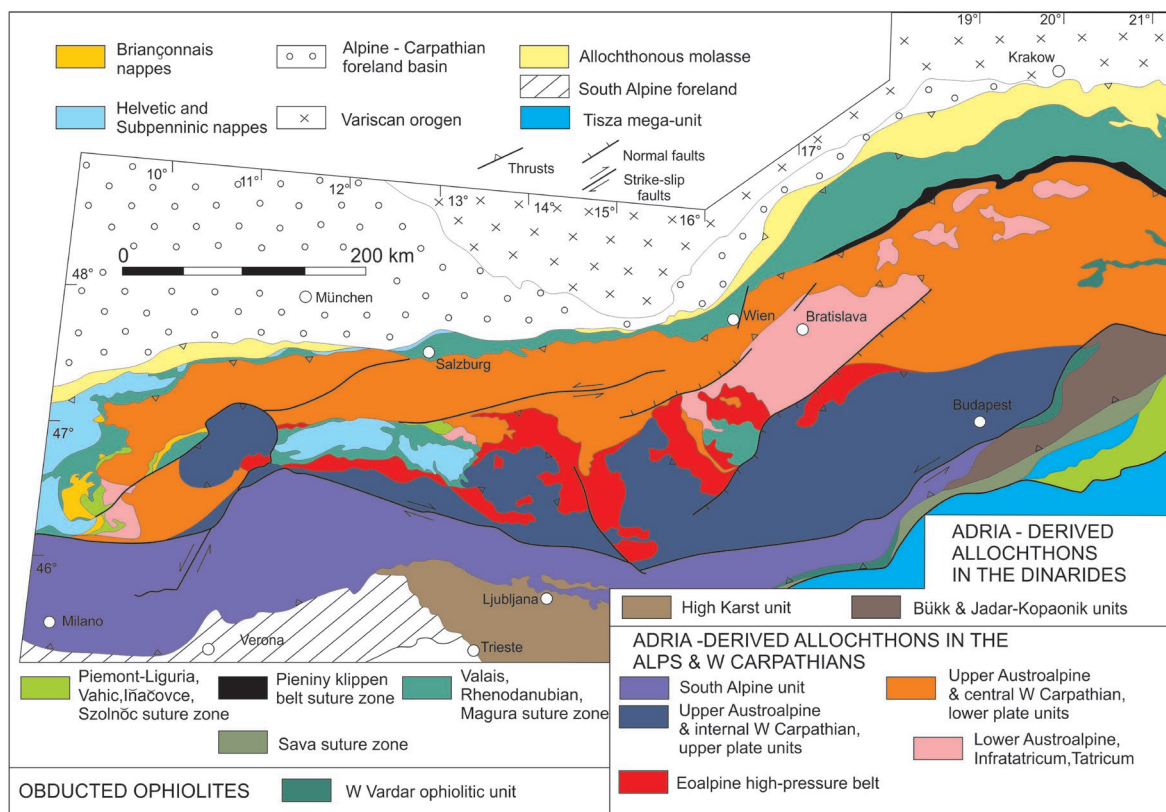 Briançonnais
nappes
Helvetic and
Subpenninic nappes
Alpine - Carpathian
foreland basin
Variscan orogen
Allochthonous molasse
South Alpine foreland
Tisza mega-unit
Thrusts
Normal faults
Strike-slip
faults
19°
20°
21°
Krakow
17°
10°
11°
12°
13°
14°
15°
16°
0
200 km
48°
München
Wien
Bratislava
Salzburg
47°
Budapest
46°
Milano
Verona
Ljubljana
Trieste
ADRIA - DERIVED
ALLOCHTHONS
IN THE DINARIDES
High Karst unit
Bükk & Jadar-Kopaonik units
ADRIA -DERIVED ALLOCHTHONS IN THE
ALPS & W CARPATHIANS
South Alpine unit
Upper Austroalpine
& internal W Carpathian,
upper plate units
Eoalpine high-pressure belt
Upper Austroalpine
& central W Carpathian,
lower plate units
Lower Austroalpine,
Infratatricum,Tatricum
Piemont-Liguria,
Vahic,Iňačovce,
Szolnŏc suture zone
Pieniny klippen
belt suture zone
Valais,
Rhenodanubian,
Magura suture zone
Sava suture zone
OBDUCTED OPHIOLITES
W Vardar ophiolitic unit